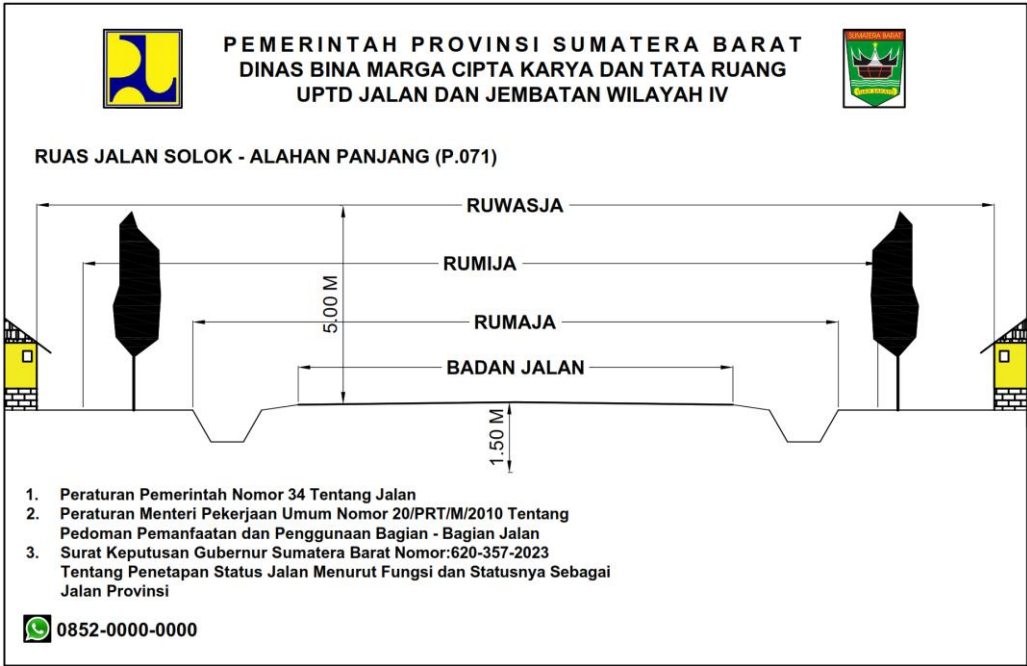 PEMERINTAH PROVINSI SUMATERA BARAT
DINAS BINA MARGA CIPTA KARYA DAN TATA RUANG
UPTD JALAN DAN JEMBATAN WILAYAH IV
SUMATERA BARAT
RUAS JALAN SOLOK - ALAHAN PANJANG (P.071)
RUWASJA
RUMIJA
5.00 M
RUMAJA
BADAN JALAN
1.50 M
1. Peraturan Pemerintah Nomor 34 Tentang Jalan
2. Peraturan Menteri Pekerjaan Umum Nomor 20/PRT/M/2010 Tentang
Pedoman Pemanfaatan dan Penggunaan Bagian - Bagian Jalan
3. Surat Keputusan Gubernur Sumatera Barat Nomor:620-357-2023
Tentang Penetapan Status Jalan Menurut Fungsi dan Statusnya Sebagai
Jalan Provinsi
0852-0000-0000